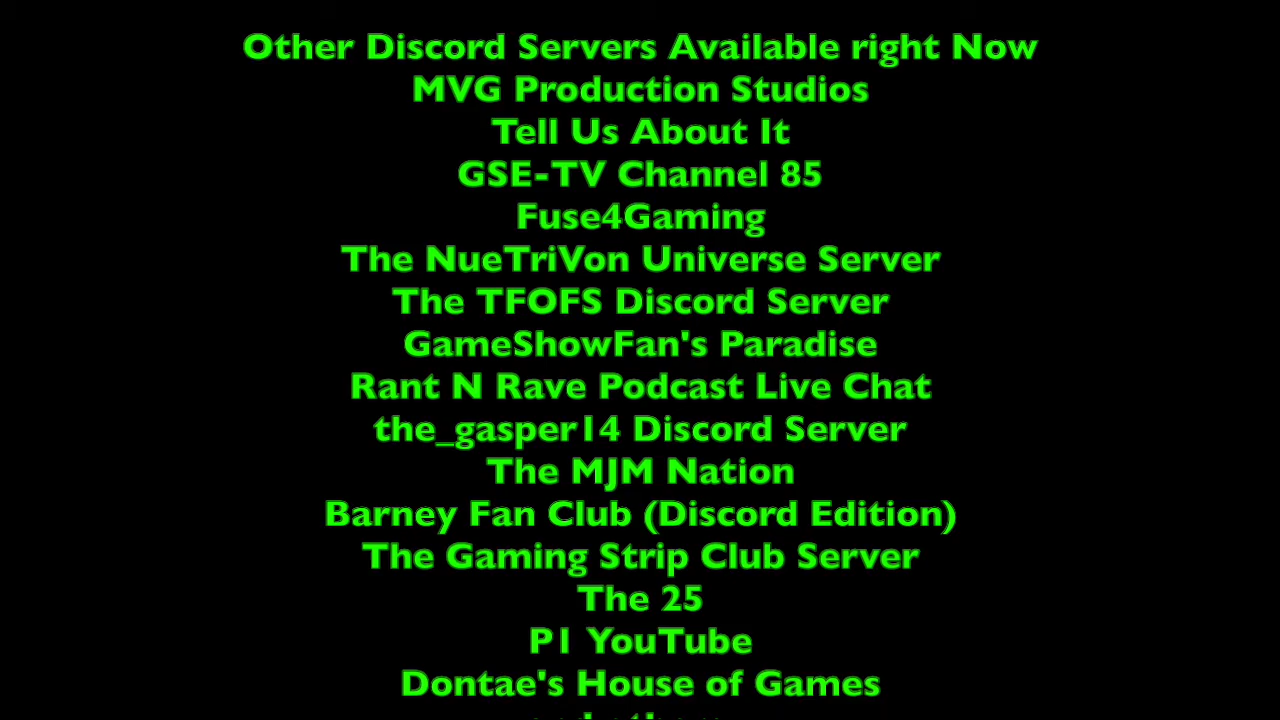 Other Discord Servers Available right Now
MVG Production Studios
Tell Us About It
GSE-TV Channel 85
Fuse4Gaming
The NueTriVon Universe Server
The TFOFS Discord Server
GameShowFan's Paradise
Rant N Rave Podcast Live Chat
the_gasper14 Discord Server
The MJM Nation
Barney Fan Club (Discord Edition)
The Gaming Strip Club Server
The 25
P1 YouTube
Dontae's House of Games